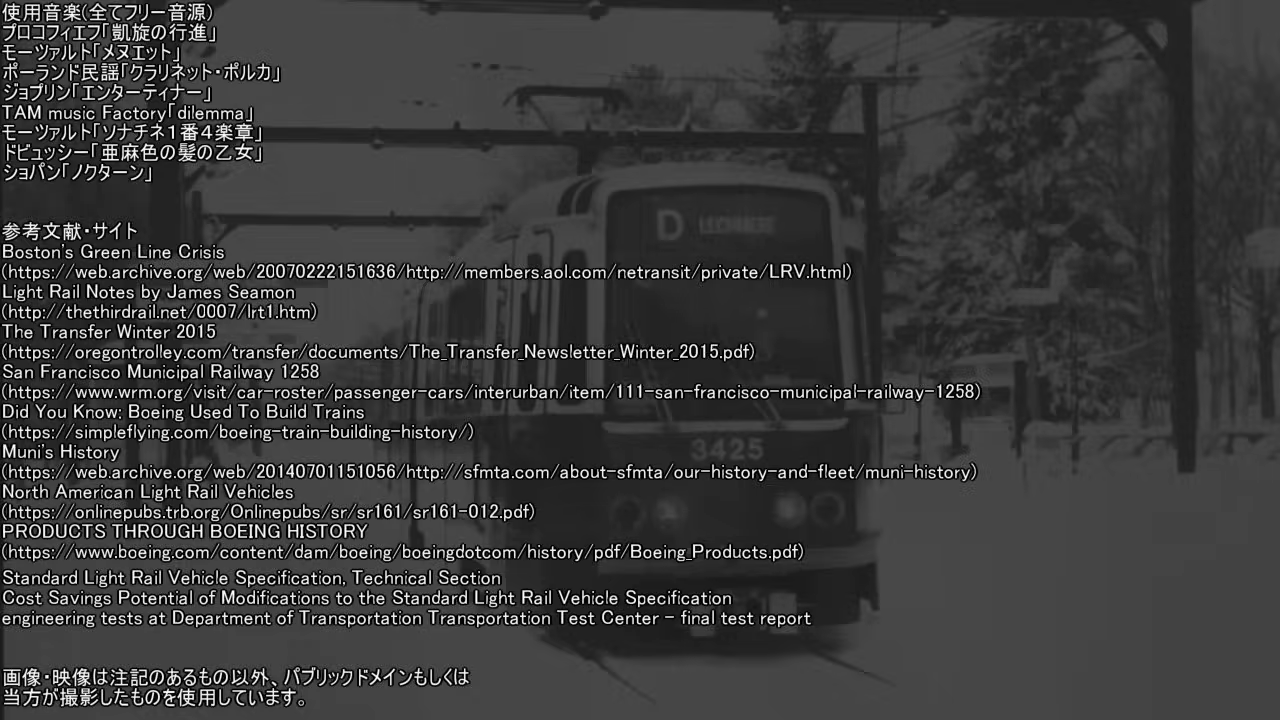 使用音楽(全てフリー音源)
プロコフィエフ｢凱旋の行進｣
モーツァルト｢メヌエット｣
ポーランド民謡｢クラリネット・ポルカ｣
ジョプリン｢エンターティナー｣
TAM music Factory｢dilemma｣
モーツァルト｢ソナチネ１番４楽章｣
ドビュッシー｢亜麻色の髪の乙女｣
ショパン｢ノクターン｣
参考文献・サイト
Boston's Green Line Crisis
(https://web.archive.org/web/20070222151636/http://members.aol.com/netransit/private/LRV.html)
Light Rail Notes by James Seamon
(http://thethirdrail.net/0007/lrt1.htm)
The Transfer Winter 2015
(https://oregontrolley.com/transfer/documents/The_Transfer_Newsletter_Winter_2015.pdf)
San Francisco Municipal Railway 1258
(https://www.wrm.org/visit/car-roster/passenger-cars/interurban/item/111-san-francisco-municipal-railway-1258)
Did You Know: Boeing Used To Build Trains
(https://simpleflying.com/boeing-train-building-history/)
Muni's History
(https://web.archive.org/web/20140701151056/http://sfmta.com/about-sfmta/our-history-and-fleet/muni-history)
North American Light Rail Vehicles
(https://onlinepubs.trb.org/Onlinepubs/sr/sr161/sr161-012.pdf)
PRODUCTS THROUGH BOEING HISTORY
(https://www.boeing.com/content/dam/boeing/boeingdotcom/history/pdf/Boeing_Products.pdf)
Standard Light Rail Vehicle Specification, Technical Section
Cost Savings Potential of Modifications to the Standard Light Rail Vehicle Specification
engineering tests at Department of Transportation Transportation Test Center - final test report
画像・映像は注記のあるもの以外、パブリックドメインもしくは
当方が撮影したものを使用しています。
D LECHMERE
3425